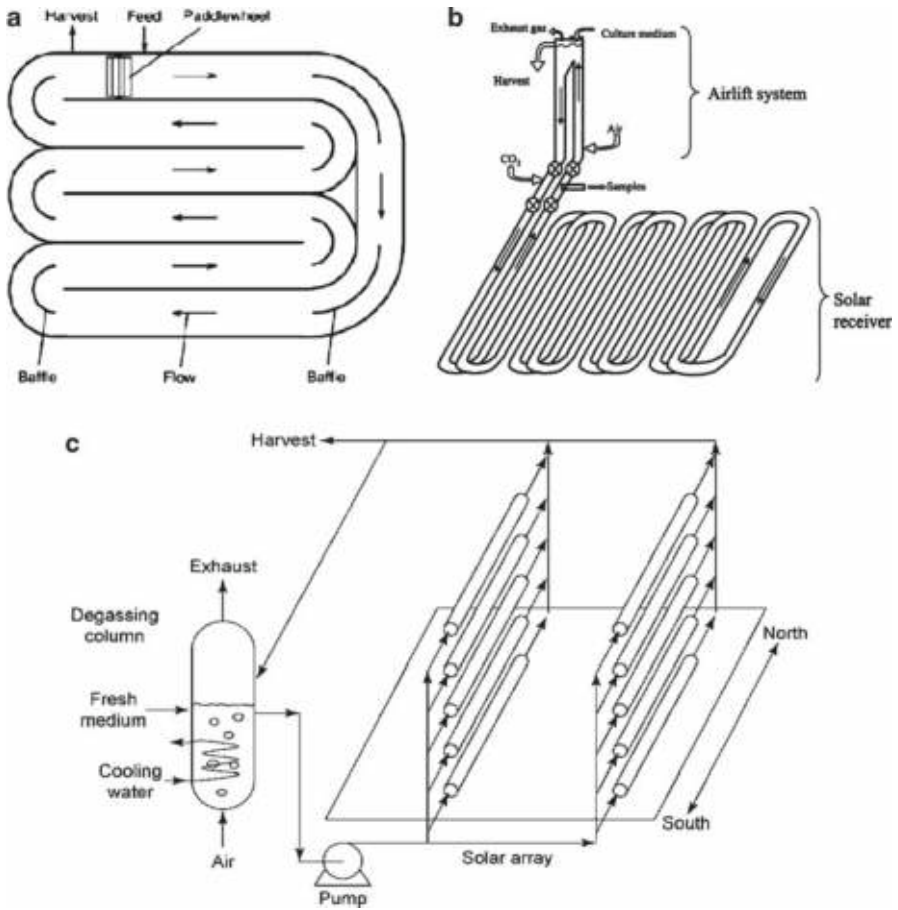 a
Harvest Feed Paddlewheel
Baffle Flow Baffle
b
Exhaust gas Culture medium
Harvest
Airlift system
Air
CO2
Samples
Solar
receiver
c
Harvest
Exhaust
Degassing
column
Fresh
medium
Cooling
water
Air
Pump
Solar array
North
South